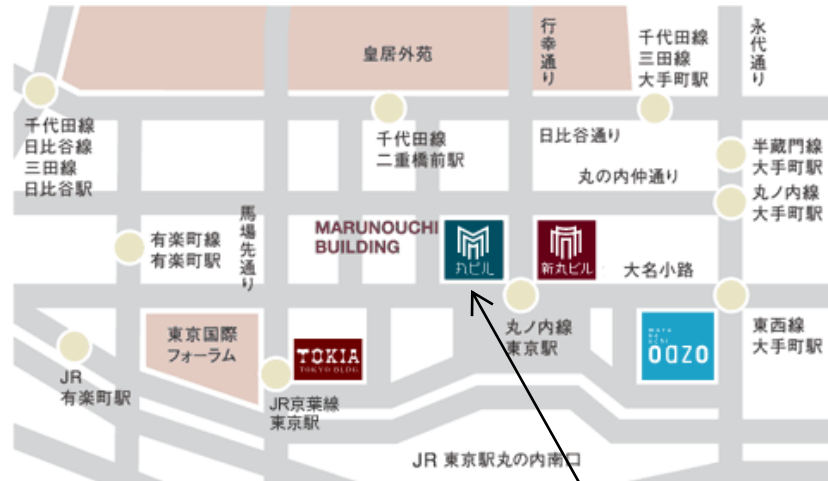 皇居外苑
行幸通り
千代田線
三田線
大手町駅
永代通り
千代田線
日比谷線
三田線
日比谷駅
千代田線
二重橋前駅
日比谷通り
半蔵門線
大手町駅
丸の内仲通り
丸ノ内線
大手町駅
有楽町線
有楽町駅
馬場先通り
MARUNOUCHI
BUILDING
丸ビル
新丸ビル
大名小路
東京国際
フォーラム
TOKIA
TOKYO BLDG
丸ノ内線
東京駅
maru
no
uchi
oazo
東西線
大手町駅
JR
有楽町駅
JR京葉線
東京駅
JR 東京駅丸の内南口